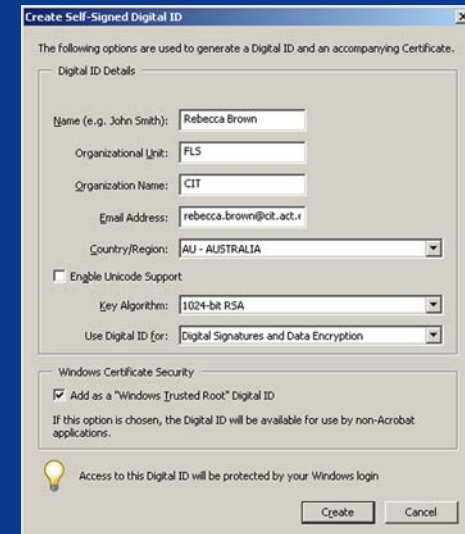 Create Self-Signed Digital ID
The following options are used to generate a Digital ID and an accompanying Certificate.
Digital ID Details
Name (e.g. John Smith): Rebecca Brown
Organizational Unit: FLS
Organization Name: CIT
Email Address: rebecca.brown@cit.act.e
Country/Region: AU - AUSTRALIA
Enable Unicode Support
Key Algorithm: 1024-bit RSA
Use Digital ID for: Digital Signatures and Data Encryption
Windows Certificate Security
Add as a "Windows Trusted Root" Digital ID
If this option is chosen, the Digital ID will be available for use by non-Acrobat
applications.
Access to this Digital ID will be protected by your Windows login
Create Cancel